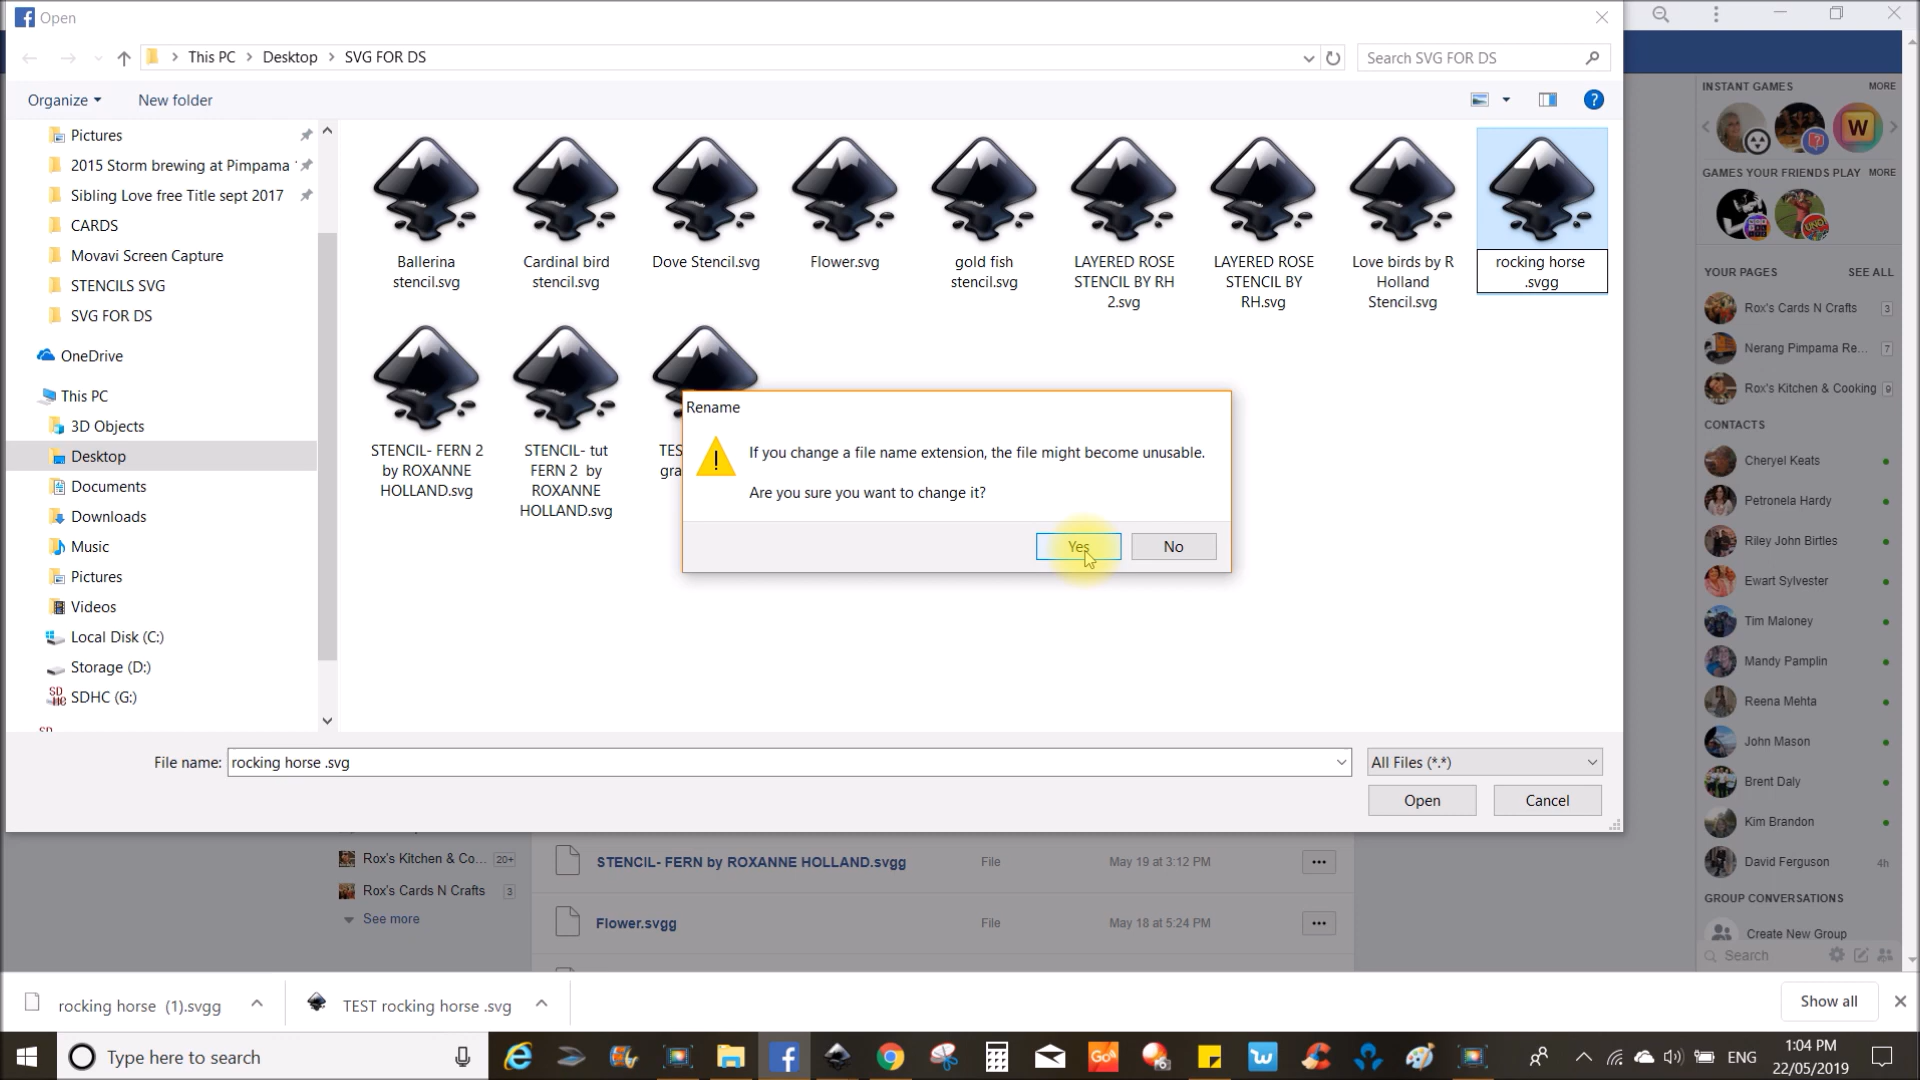 Open
This PC > Desktop > SVG FOR DS
Search SVG FOR DS
Organize
New folder
Pictures
2015 Storm brewing at Pimpama
Sibling Love free Title sept 2017
CARDS
Movavi Screen Capture
STENCILS SVG
SVG FOR DS
OneDrive
This PC
3D Objects
Desktop
Documents
Downloads
Music
Pictures
Videos
Local Disk (C:)
Storage (D:)
SDHC (G:)
Ballerina
stencil.svg
Cardinal bird
stencil.svg
Dove Stencil.svg
Flower.svg
gold fish
stencil.svg
LAYERED ROSE
STENCIL BY RH
2.svg
LAYERED ROSE
STENCIL BY
RH.svg
Love birds by R
Holland
Stencil.svg
rocking horse
.svgg
STENCIL- FERN 2
by ROXANNE
HOLLAND.svg
STENCIL- tut
FERN 2 by
ROXANNE
HOLLAND.svg
TES
gra
Rename
If you change a file name extension, the file might become unusable.
Are you sure you want to change it?
Yes
No
File name:
rocking horse .svg
All Files (*.*)
Open
Cancel
INSTANT GAMES
MORE
W
GAMES YOUR FRIENDS PLAY
MORE
UNO
YOUR PAGES
SEE ALL
Rox's Cards N Crafts 3
Nerang Pimpama Re... 7
Rox's Kitchen & Cooking 9
CONTACTS
Cheryel Keats
Petronela Hardy
Riley John Birtles
Ewart Sylvester
Tim Maloney
Mandy Pamplin
Reena Mehta
John Mason
Brent Daly
Kim Brandon
David Ferguson 4h
GROUP CONVERSATIONS
Create New Group
Search
Rox's Kitchen & Co... 20+
Rox's Cards N Crafts 3
See more
STENCIL- FERN by ROXANNE HOLLAND.svgg File May 19 at 3:12 PM
Flower.svgg File May 18 at 5:24 PM
rocking horse (1).svgg
TEST rocking horse .svg
Show all
Type here to search
GO!
ENG
1:04 PM
22/05/2019